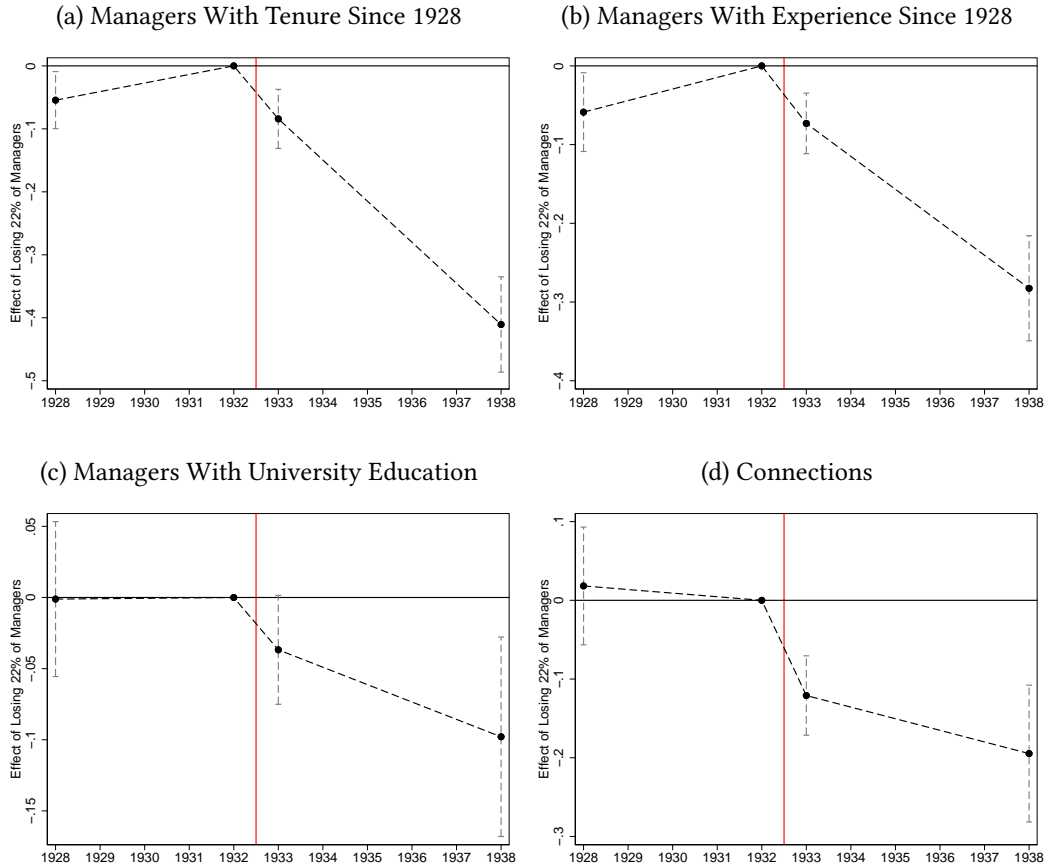 (a) Managers With Tenure Since 1928
Effect of Losing 22% of Managers
0
-.1
-.2
-.3
-.4
-.5
1928 1929 1930 1931 1932 1933 1934 1935 1936 1937 1938
(b) Managers With Experience Since 1928
Effect of Losing 22% of Managers
0
-.1
-.2
-.3
-.4
1928 1929 1930 1931 1932 1933 1934 1935 1936 1937 1938
(c) Managers With University Education
Effect of Losing 22% of Managers
.05
0
-.05
-.1
-.15
1928 1929 1930 1931 1932 1933 1934 1935 1936 1937 1938
(d) Connections
Effect of Losing 22% of Managers
.1
0
-.1
-.2
-.3
1928 1929 1930 1931 1932 1933 1934 1935 1936 1937 1938